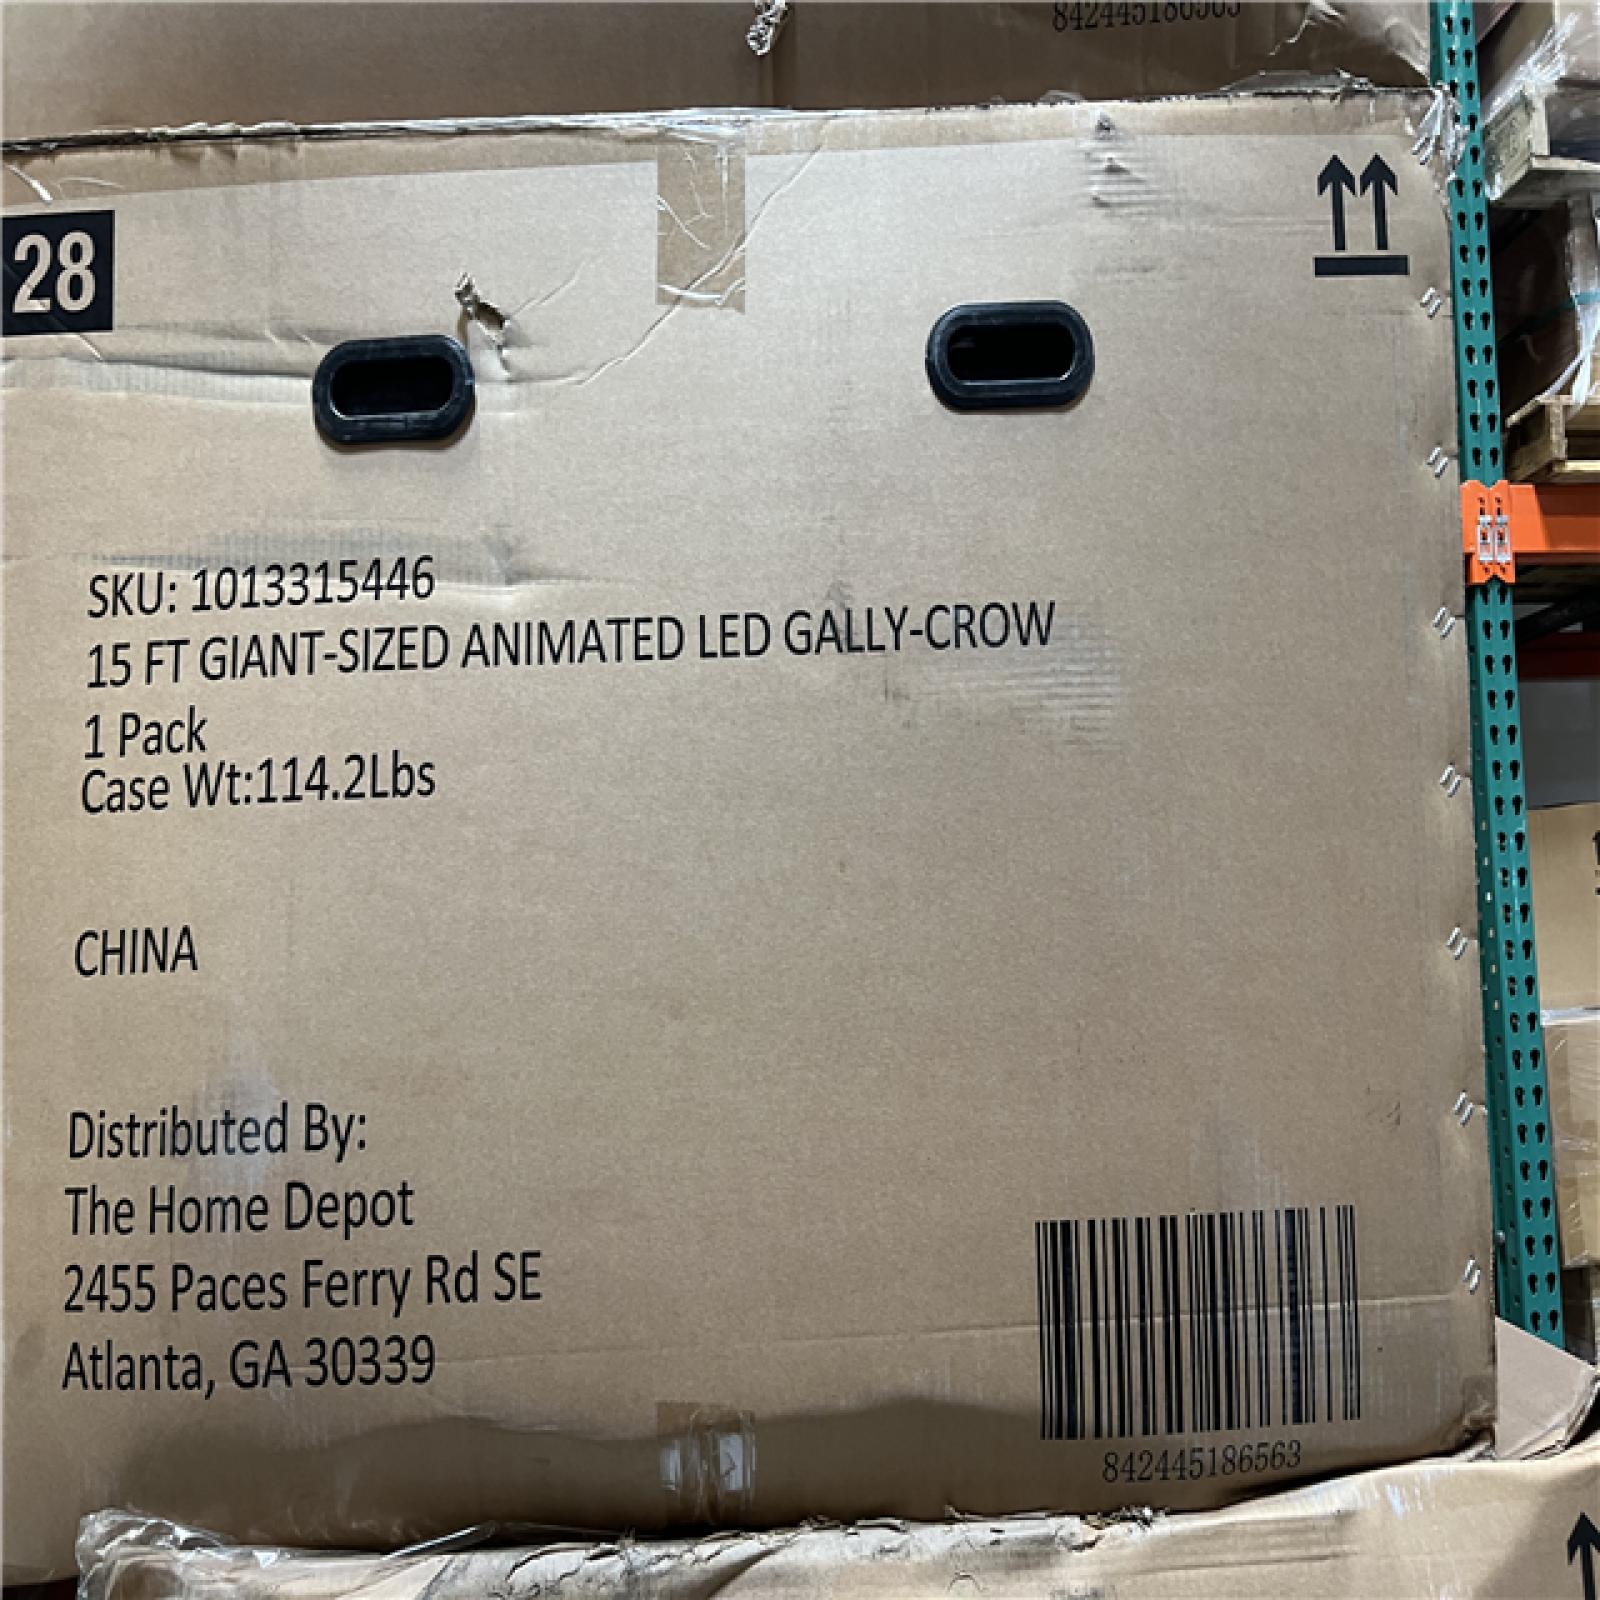 842445186563
28
SKU: 1013315446
15 FT GIANT-SIZED ANIMATED LED GALLY-CROW
1 Pack
Case Wt:114.2Lbs
CHINA
Distributed By:
The Home Depot
2455 Paces Ferry Rd SE
Atlanta, GA 30339
842445186563